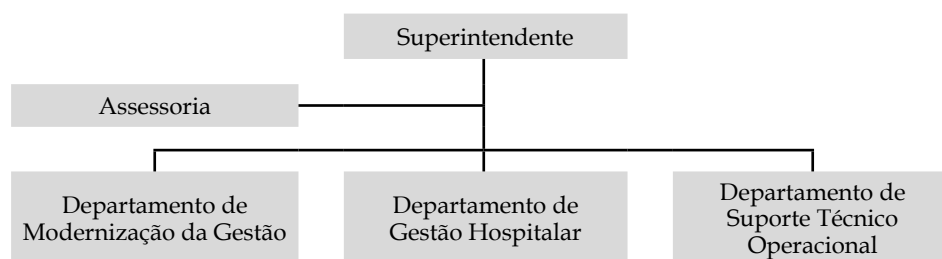 Superintendente
Assessoria
Departamento de
Modernização da Gestão
Departamento de
Gestão Hospitalar
Departamento de
Suporte Técnico
Operacional